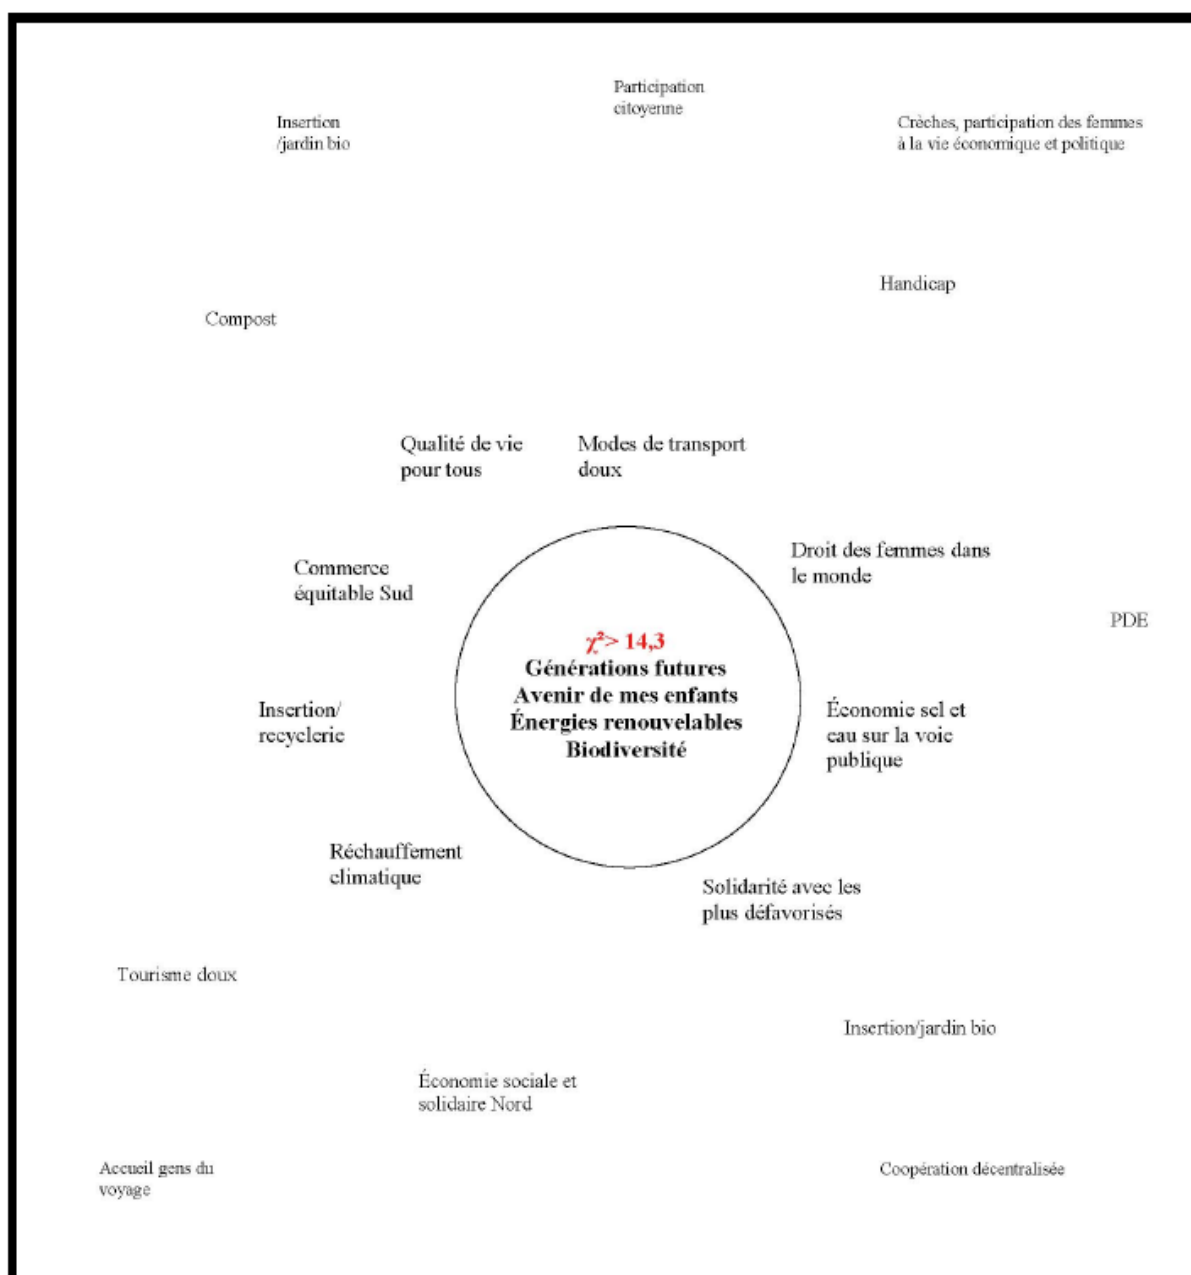 Participation
citoyenne
Insertion
/jardin bio
Crèches, participation des femmes
à la vie économique et politique
Handicap
Compost
Qualité de vie
pour tous
Modes de transport
doux
Droit des femmes dans
le monde
Commerce
équitable Sud
PDE
χ²> 14,3
Générations futures
Avenir de mes enfants
Énergies renouvelables
Biodiversité
Insertion/
recyclerie
Économie sel et
eau sur la voie
publique
Réchauffement
climatique
Solidarité avec les
plus défavorisés
Tourisme doux
Insertion/jardin bio
Économie sociale et
solidaire Nord
Accueil gens du
voyage
Coopération décentralisée